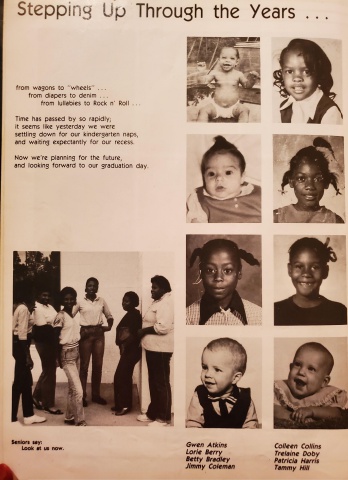 Stepping Up Through the Years . . .
from wagons to "wheels" . . .
from diapers to denim . . .
from lullabies to Rock n' Roll . . .
Time has passed by so rapidly;
it seems like yesterday we were
settling down for our kindergarten naps,
and waiting expectantly for our recess.
Now we're planning for the future,
and looking forward to our graduation day.
Seniors say:
Look at us now.
Gwen Atkins
Lorie Berry
Betty Bradley
Jimmy Coleman
Colleen Collins
Trelaine Doby
Patricia Harris
Tammy Hill